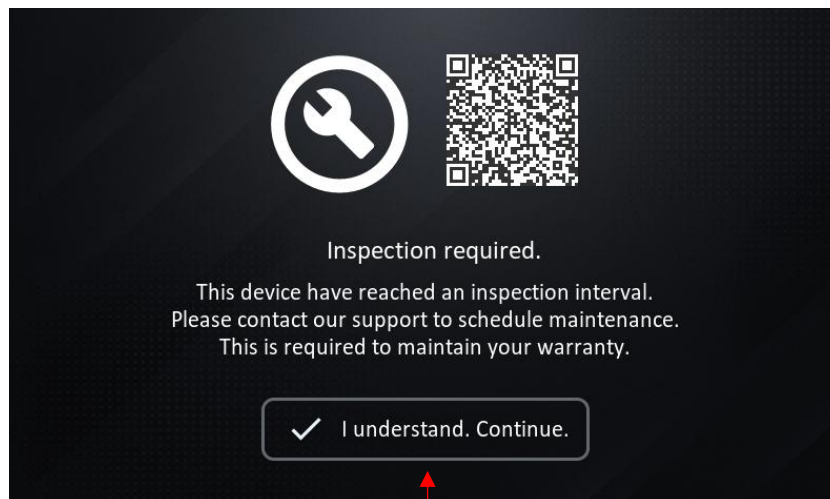 Inspection required.
This device have reached an inspection interval.
Please contact our support to schedule maintenance.
This is required to maintain your warranty.
I understand. Continue.